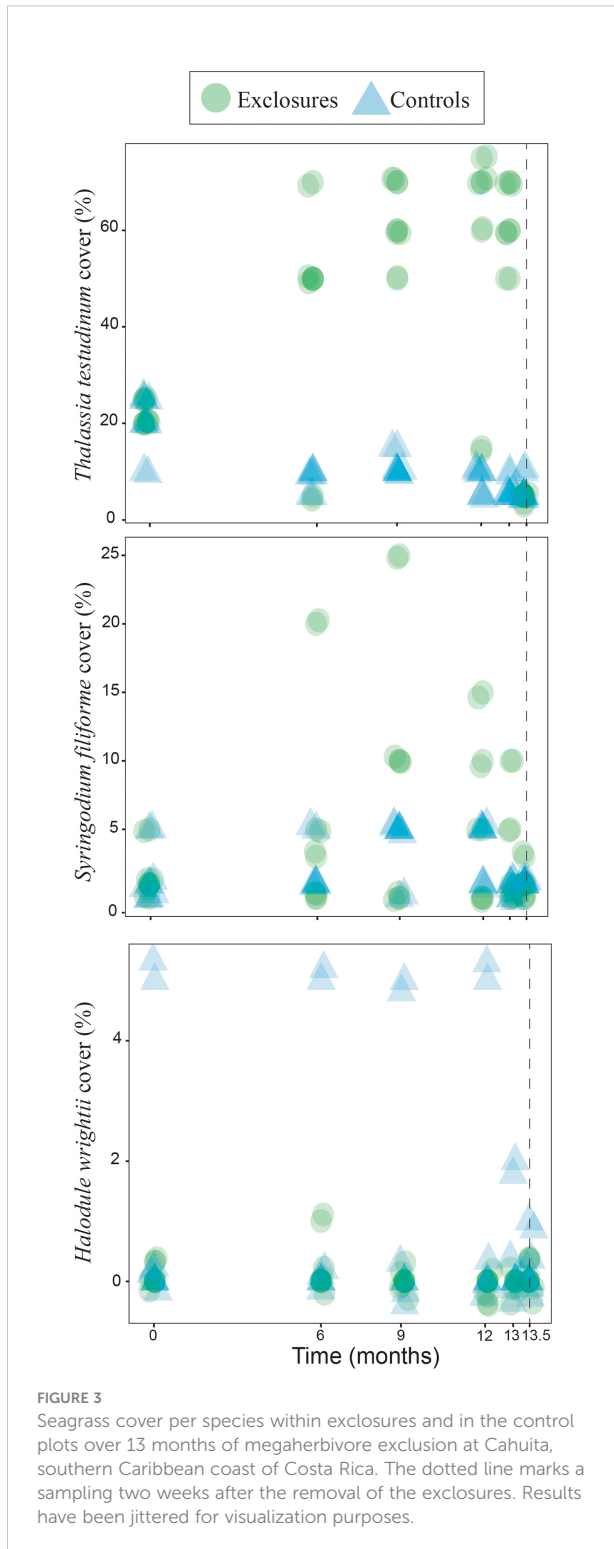 Exclosures Controls
Thalassia testudinum cover (%)
60
40
20
0
Syringodium filiforme cover (%)
25
20
15
10
5
0
Halodule wrightii cover (%)
4
2
0
0 6 9 12 13 13.5
Time (months)
FIGURE 3
Seagrass cover per species within exclosures and in the control
plots over 13 months of megaherbivore exclusion at Cahuita,
southern Caribbean coast of Costa Rica. The dotted line marks a
sampling two weeks after the removal of the exclosures. Results
have been jittered for visualization purposes.